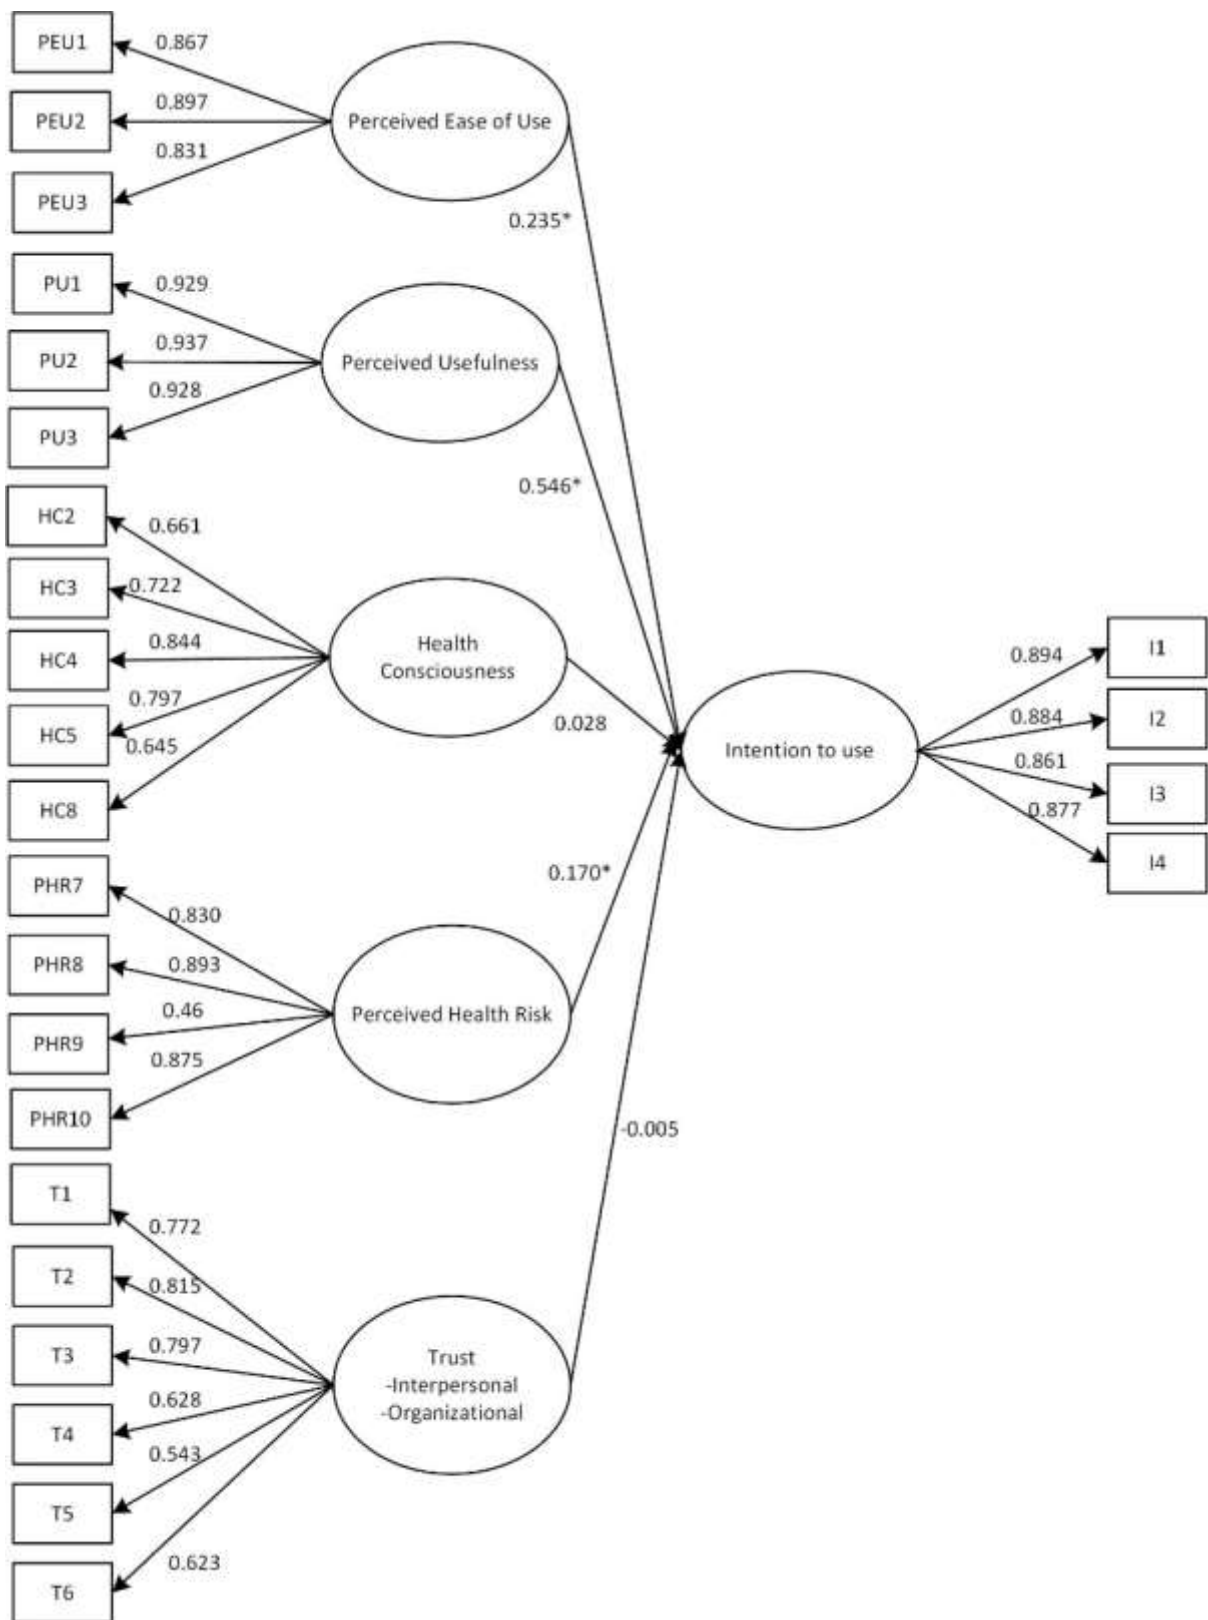 PEU1
0.867
PEU2
0.897
0.831
PEU3
Perceived Ease of Use
0.235*
PU1
0.929
PU2
0.937
0.928
PU3
Perceived Usefulness
0.546*
HC2
0.661
HC3
0.722
HC4
0.844
HC5
0.797
0.645
HC8
Health
Consciousness
0.028
PHR7
0.830
PHR8
0.893
0.46
PHR9
0.875
PHR10
Perceived Health Risk
0.170*
T1
0.772
T2
0.815
T3
0.797
0.628
T4
0.543
T5
0.623
T6
Trust
-Interpersonal
-Organizational
-0.005
Intention to use
0.894
I1
0.884
I2
0.861
I3
0.877
I4